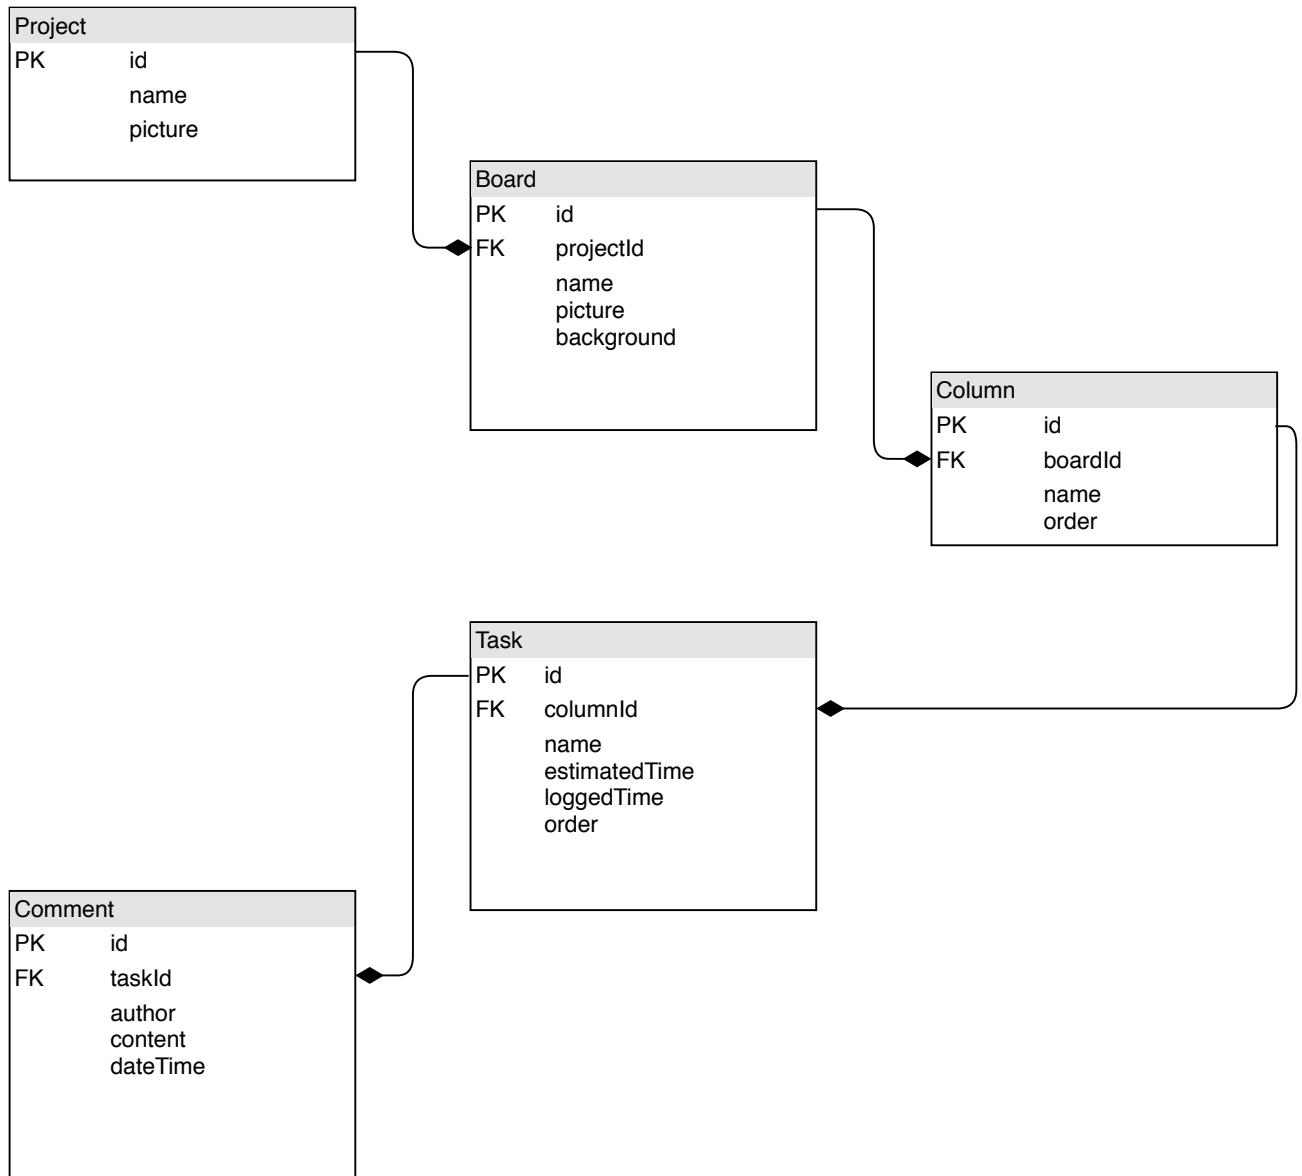 Project
PK id
name
picture
Board
PK id
FK projectId
name
picture
background
Column
PK id
FK boardId
name
order
Task
PK id
FK columnId
name
estimatedTime
loggedTime
order
Comment
PK id
FK taskId
author
content
dateTime